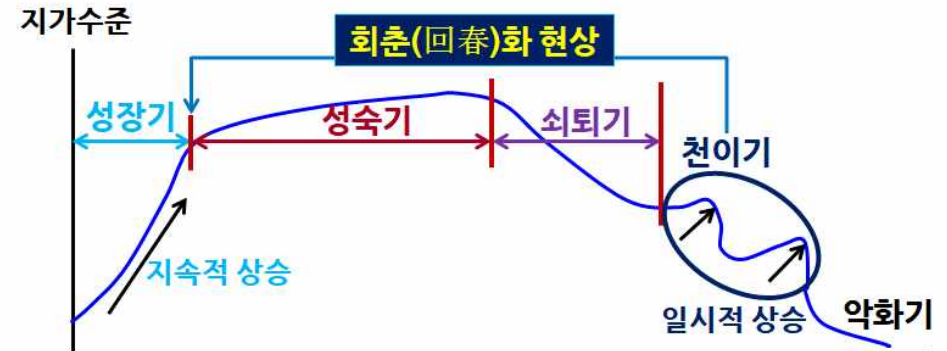 지가수준
회춘(回春)화 현상
성장기
성숙기
쇠퇴기
천이기
지속적 상승
일시적 상승
악화기